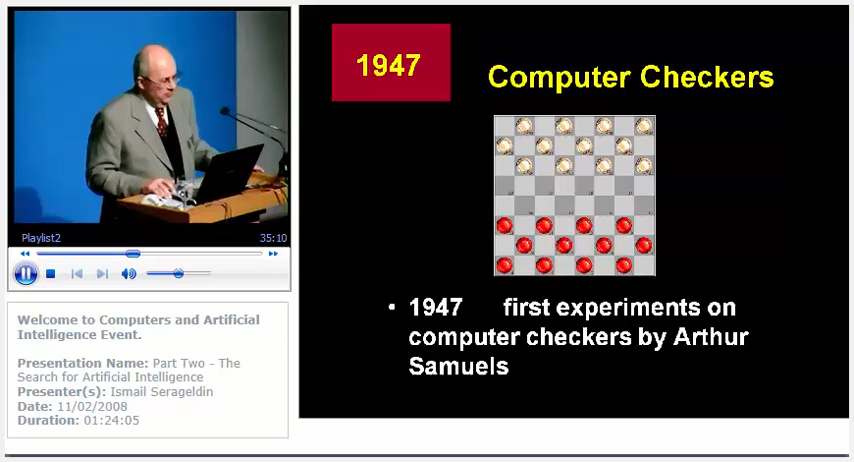 1947
Computer Checkers
Playlist2
35:10
Welcome to Computers and Artificial
Intelligence Event.
Presentation Name: Part Two - The
Search for Artificial Intelligence
Presenter(s): Ismail Serageldin
Date: 11/02/2008
Duration: 01:24:05
• 1947 first experiments on
computer checkers by Arthur
Samuels